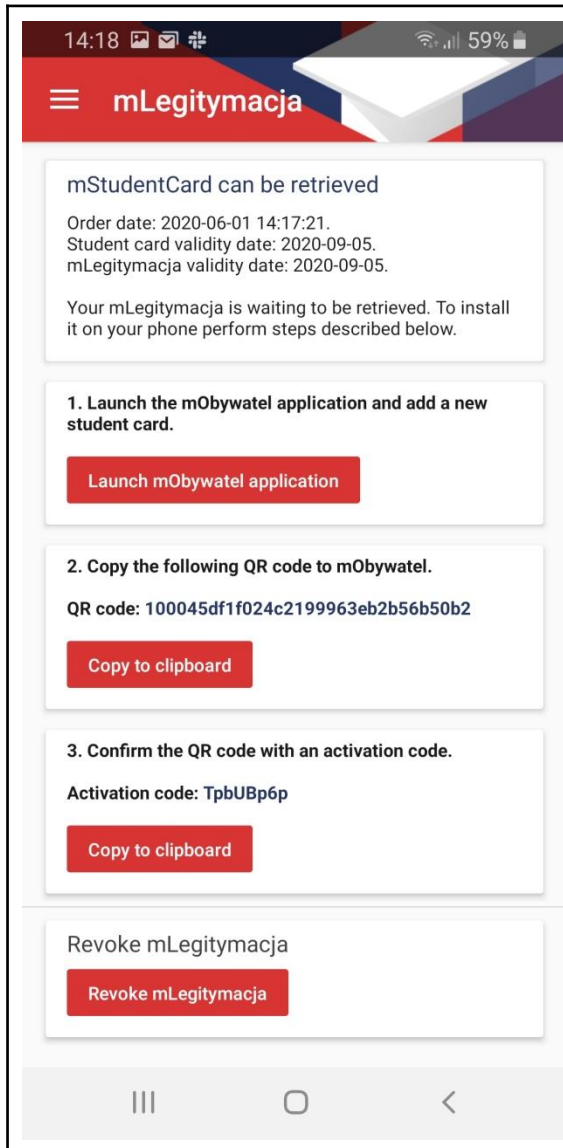 14:18
59%
mLegitymacja
mStudentCard can be retrieved
Order date: 2020-06-01 14:17:21.
Student card validity date: 2020-09-05.
mLegitymacja validity date: 2020-09-05.
Your mLegitymacja is waiting to be retrieved. To install
it on your phone perform steps described below.
1. Launch the mObywatel application and add a new
student card.
Launch mObywatel application
2. Copy the following QR code to mObywatel.
QR code: 100045df1f024c2199963eb2b56b50b2
Copy to clipboard
3. Confirm the QR code with an activation code.
Activation code: TpbUBp6p
Copy to clipboard
Revoke mLegitymacja
Revoke mLegitymacja